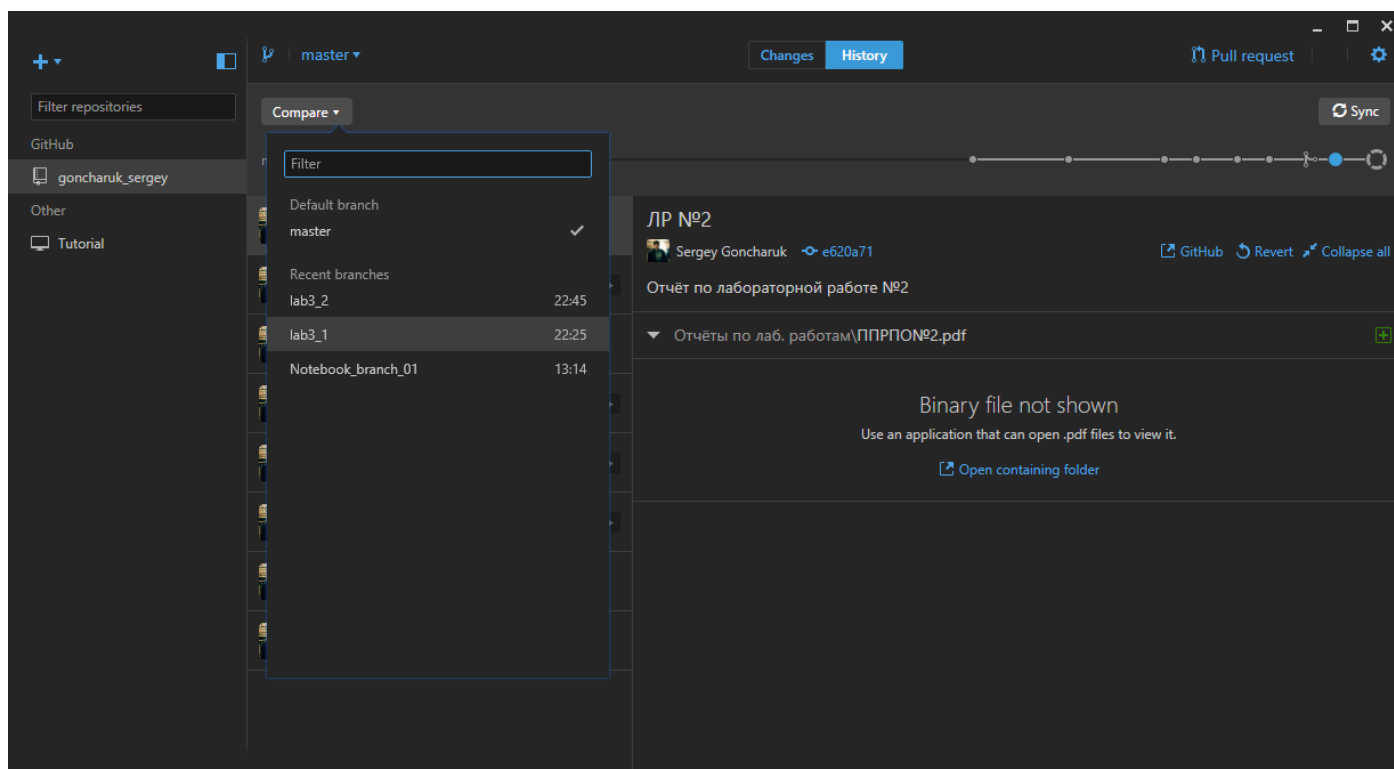 master
Changes
History
Pull request
Filter repositories
Compare
Sync
GitHub
goncharuk_sergey
Other
Tutorial
Filter
Default branch
master
Recent branches
lab3_2 22:45
lab3_1 22:25
Notebook_branch_01 13:14
ЛР №2
Sergey Goncharuk e620a71
GitHub Revert Collapse all
Отчёт по лабораторной работе №2
Отчёты по лаб. работам\ППРПО№2.pdf
Binary file not shown
Use an application that can open .pdf files to view it.
Open containing folder